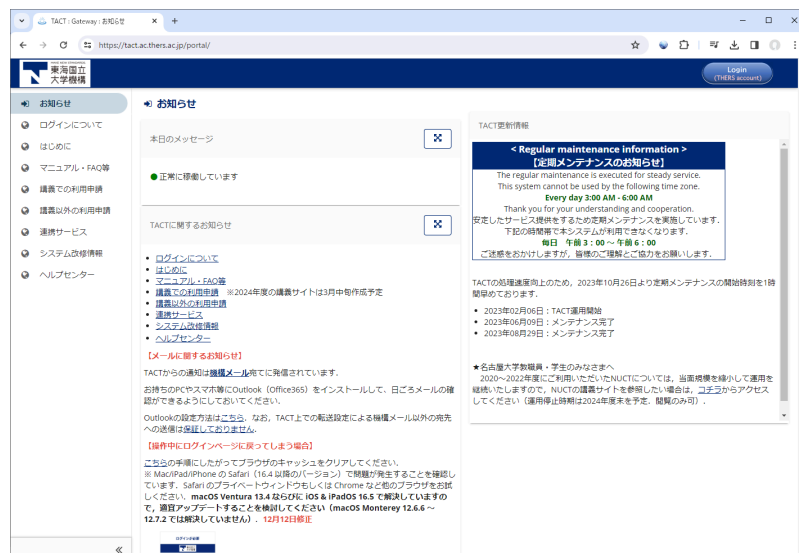 TACT : Gateway : お知らせ
https://tact.ac.thers.ac.jp/portal/
東海国立
大学機構
Login
(THERS account)
お知らせ
ログインについて
はじめに
マニュアル・FAQ等
講義での利用申請
講義以外の利用申請
連携サービス
システム改修情報
ヘルプセンター
お知らせ
本日のメッセージ
正常に稼働しています
TACTに関するお知らせ
• ログインについて
• はじめに
• マニュアル・FAQ等
• 講義での利用申請 ※2024年度の講義サイトは3月中旬作成予定
• 講義以外の利用申請
• 連携サービス
• システム改修情報
• ヘルプセンター
【メールに関するお知らせ】
TACTからの通知は機構メール宛てに発信されています.
お持ちのPCやスマホ等にOutlook（Office365）をインストールして、日ごろメールの確
認ができるようにしておいてください.
Outlookの設定方法はこちら、なお、TACT上での転送設定による機構メール以外の宛先
への送信は保証しておりません.
【操作中にログインページに戻ってしまう場合】
こちらの手順にしたがってブラウザのキャッシュをクリアしてください.
※ Mac/iPad/iPhone の Safari（16.4 以降のバージョン）で問題が発生することを確認し
ています．Safari のプライベートウィンドウもしくは Chrome など別のブラウザをお試
しください．macOS Ventura 13.4 ならびに iOS & iPadOS 16.5 で解決していますの
で，適宜アップデートすることを検討してください（macOS Monterey 12.6.6 ～
12.7.2 では解決していません）．12月12日修正
TACT更新情報
< Regular maintenance information >
【定期メンテナンスのお知らせ】
The regular maintenance is executed for steady service.
This system cannot be used by the following time zone.
Every day 3:00 AM - 6:00 AM
Thank you for your understanding and cooperation.
安定したサービス提供をするため定期メンテナンスを実施しています.
下記の時間帯で本システムが利用できなくなります.
毎日 午前 3：00 ～ 午前 6：00
ご迷惑をおかけしますが，皆様のご理解とご協力をお願いします.
TACTの処理速度向上のため，2023年10月26日より定期メンテナンスの開始時刻を1時
間早めております.
• 2023年02月06日：TACT運用開始
• 2023年06月09日：メンテナンス完了
• 2023年08月29日：メンテナンス完了
★名古屋大学教職員・学生のみなさまへ
2020～2022年度にご利用いただいたNUCTについては，当面規模を縮小して運用を
継続いたしますので，NUCTの講義サイトを参照したい場合は，コチラからアクセス
してください（運用停止時期は2024年度末を予定、閲覧のみ可）.